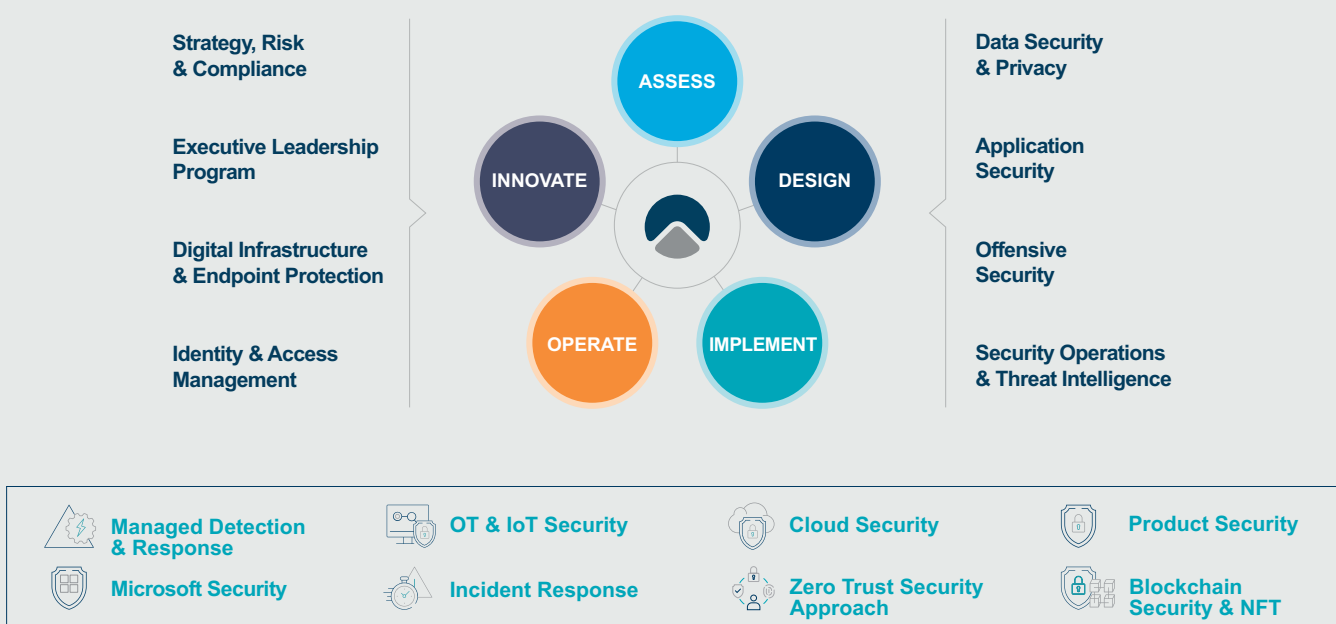 Strategy, Risk
& Compliance
Executive Leadership
Program
Digital Infrastructure
& Endpoint Protection
Identity & Access
Management
ASSESS
INNOVATE
DESIGN
OPERATE
IMPLEMENT
Data Security
& Privacy
Application
Security
Offensive
Security
Security Operations
& Threat Intelligence
Managed Detection
& Response
OT & IoT Security
Cloud Security
Product Security
Microsoft Security
Incident Response
Zero Trust Security
Approach
Blockchain
Security & NFT